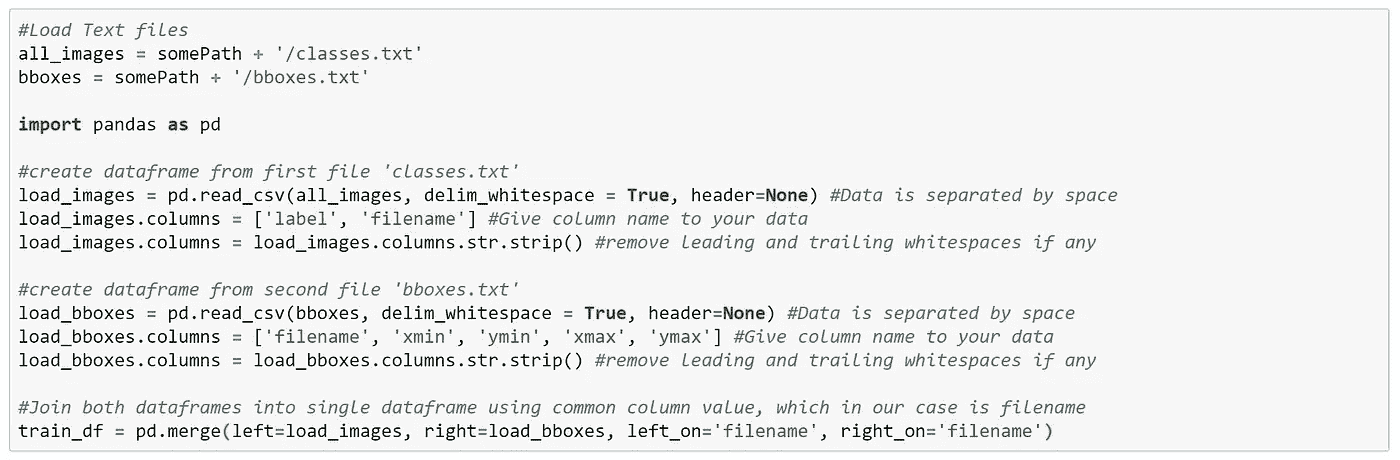 #Load Text files
all_images = somePath + '/classes.txt'
bboxes = somePath + '/bboxes.txt'
import pandas as pd
#create dataframe from first file 'classes.txt'
load_images = pd.read_csv(all_images, delim_whitespace = True, header=None) #Data is separated by space
load_images.columns = ['label', 'filename'] #Give column name to your data
load_images.columns = load_images.columns.str.strip() #remove leading and trailing whitespaces if any
#create dataframe from second file 'bboxes.txt'
load_bboxes = pd.read_csv(bboxes, delim_whitespace = True, header=None) #Data is separated by space
load_bboxes.columns = ['filename', 'xmin', 'ymin', 'xmax', 'ymax'] #Give column name to your data
load_bboxes.columns = load_bboxes.columns.str.strip() #remove leading and trailing whitespaces if any
#Join both dataframes into single dataframe using common column value, which in our case is filename
train_df = pd.merge(left=load_images, right=load_bboxes, left_on='filename', right_on='filename')